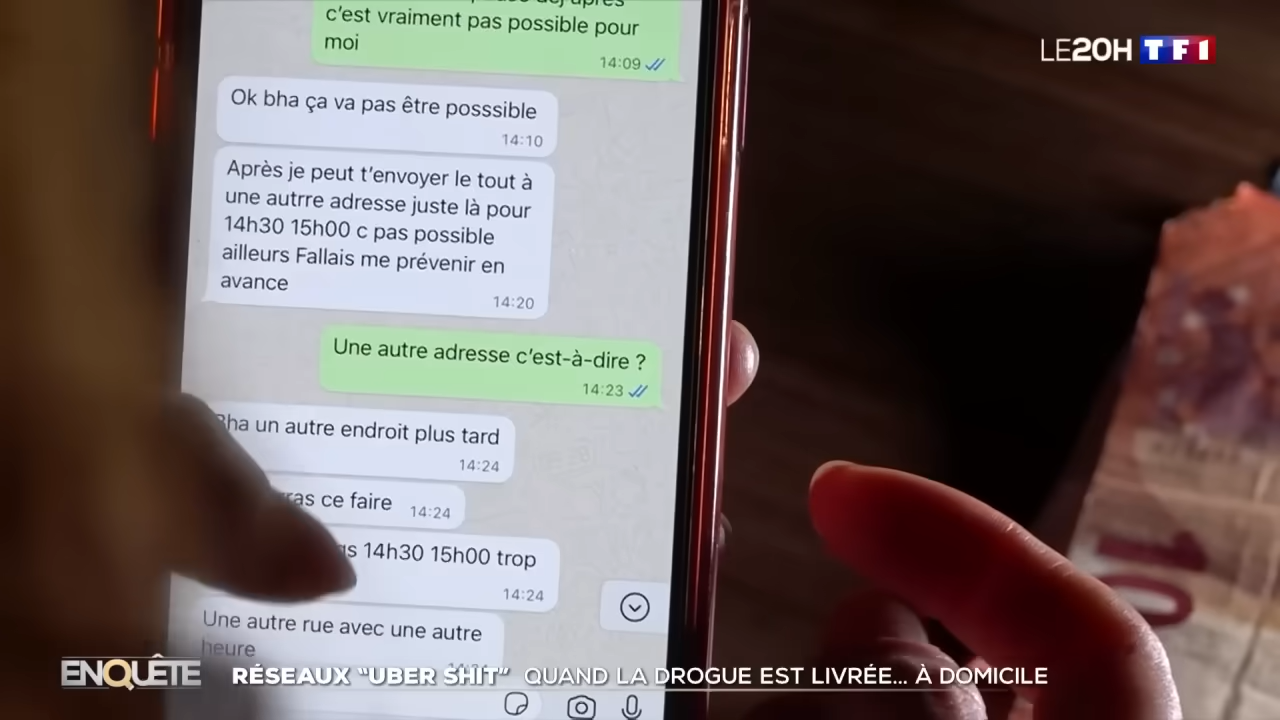 c'est vraiment pas possible pour
moi
14:09
LE20H TF1
Ok bha ça va pas être posssible
14:10
Après je peut t'envoyer le tout à
une autrre adresse juste là pour
14h30 15h00 c pas possible
ailleurs Fallais me prévenir en
avance
14:20
Une autre adresse c'est-à-dire ?
14:23
un autre endroit plus tard
14:24
ce faire
14:24
14h30 15h00 trop
14:24
Une autre rue avec une autre
heure
10
ENQUÊTE
RÉSEAUX "UBER SHIT" QUAND LA DROGUE EST LIVRÉE... À DOMICILE